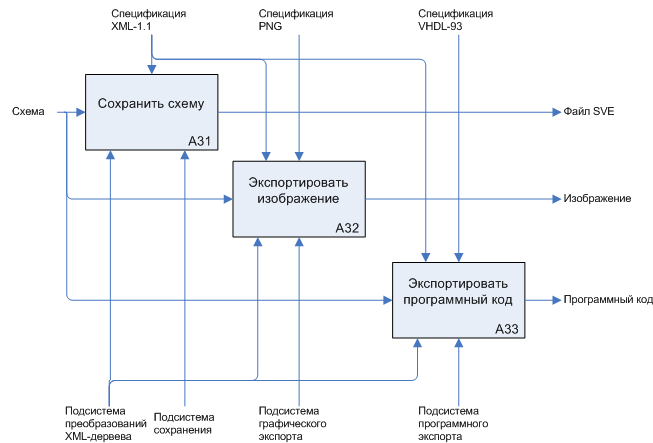 Спецификация
XML-1.1
Спецификация
PNG
Спецификация
VHDL-93
Схема
Сохранить схему
A31
Файл SVE
Экспортировать
изображение
A32
Изображение
Экспортировать
программный код
A33
Программный код
Подсистема
преобразований
XML-дервева
Подсистема
сохранения
Подсистема
графического
экспорта
Подсистема
программного
экспорта